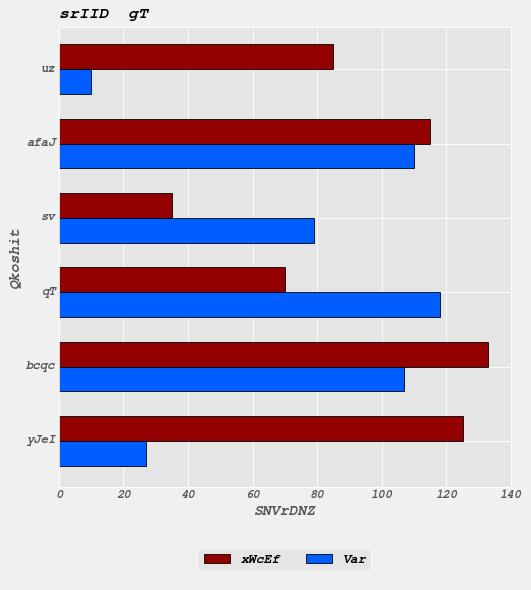 srIID  gT
uz
afaJ
sv
qT
bcqc
yJeI
Qkoshit
0 20 40 60 80 100 120 140
SNVrDNZ
xWcEf Var